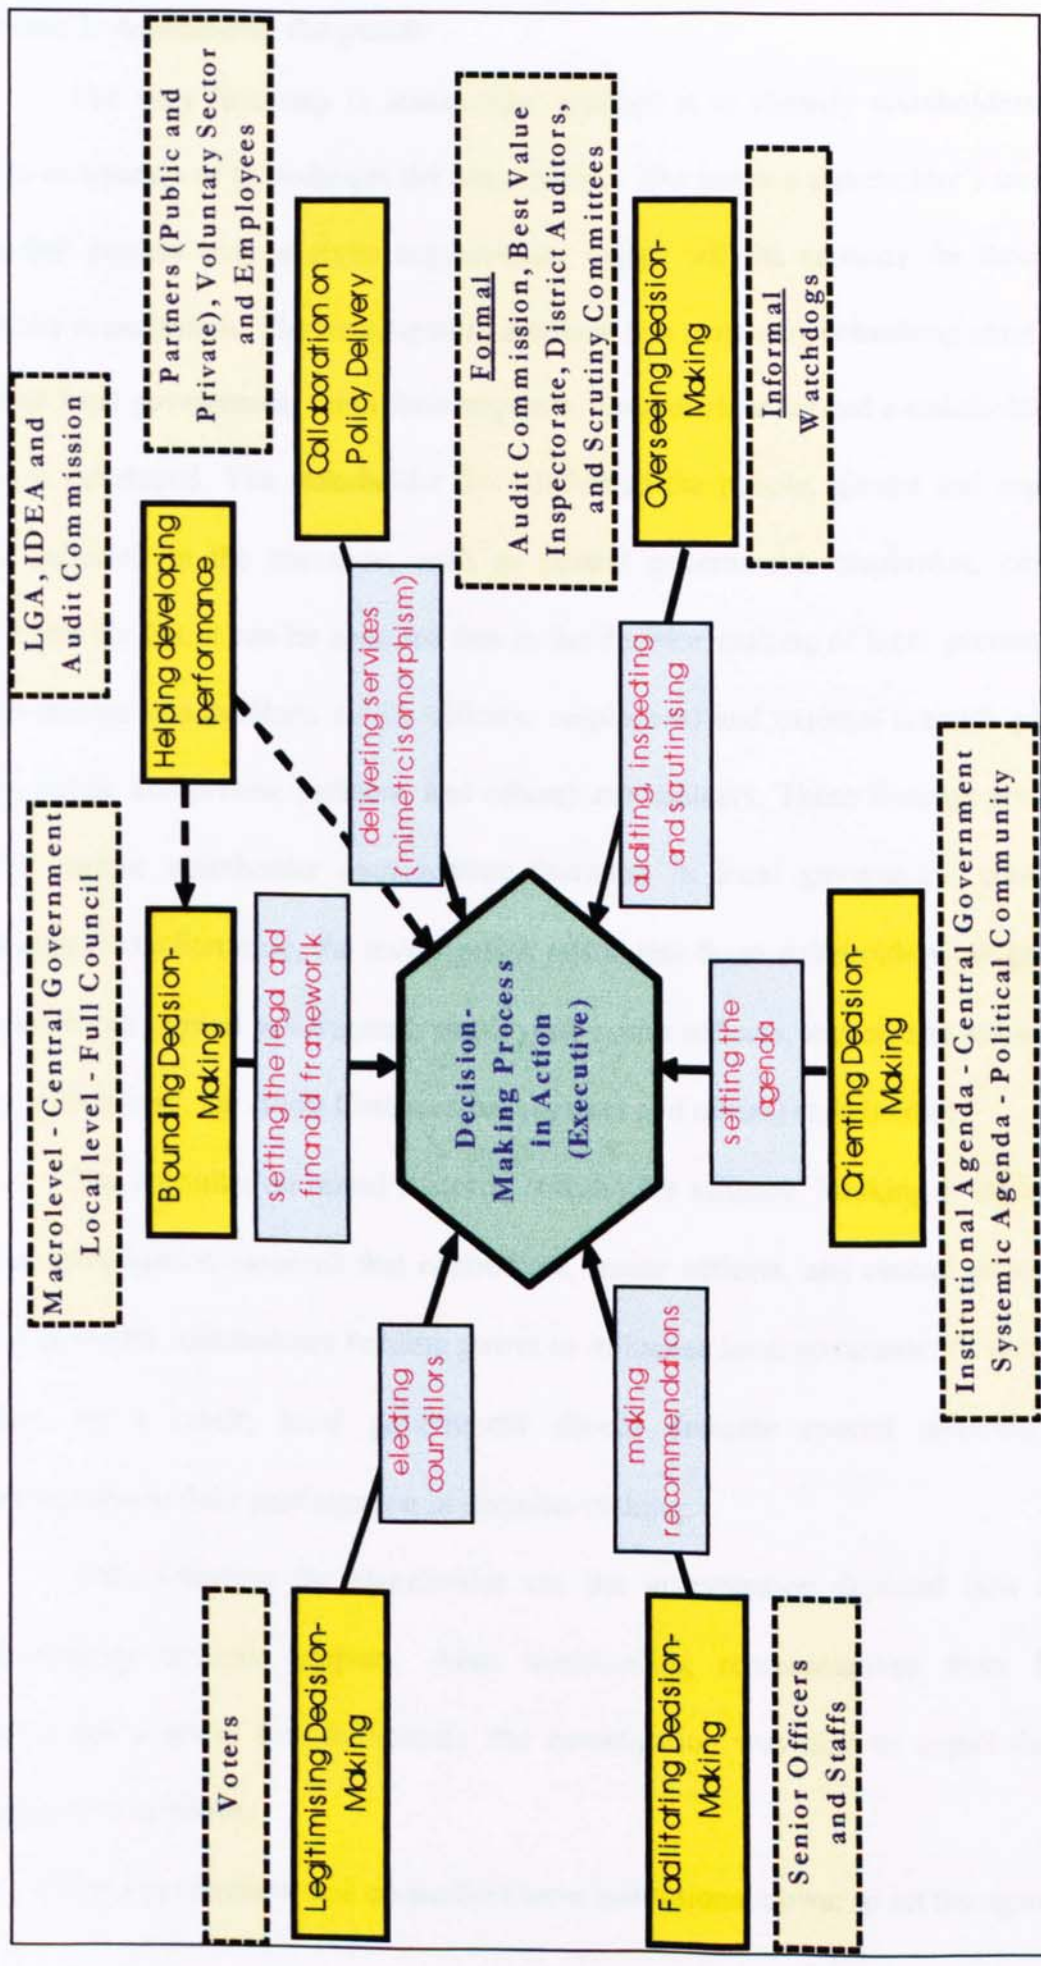 LGA, IDEA and
Audit Commission
Macrolevel - Central Government
Local level - Full Council
Partners (Public and
Private), Voluntary Sector
and Employees
Helping developing
performance
Voters
Bounding Decision-
Making
Legitimising Decision-
Making
setting the legal and
financial framework
Collaboration on
Policy Delivery
electing
councillors
delivering services
(mimetic isomorphism)
Decision-
Making Process
in Action
(Executive)
Formal
Audit Commission, Best Value
Inspectorate, District Auditors,
and Scrutiny Committees
making
recommendations
auditing, inspecting
and scrutinising
Facilitating Decision-
Making
setting the
agenda
Overseeing Decision-
Making
Senior Officers
and Staffs
Orienting Decision-
Making
Informal
Watchdogs
Institutional Agenda - Central Government
Systemic Agenda - Political Community